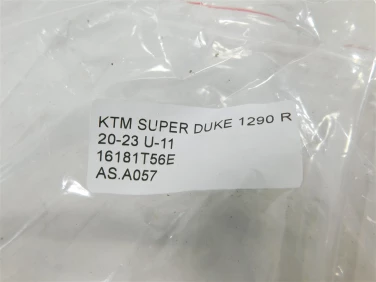 KTM SUPER DUKE 1290 R
20-23 U-11
16181T56E
AS.A057